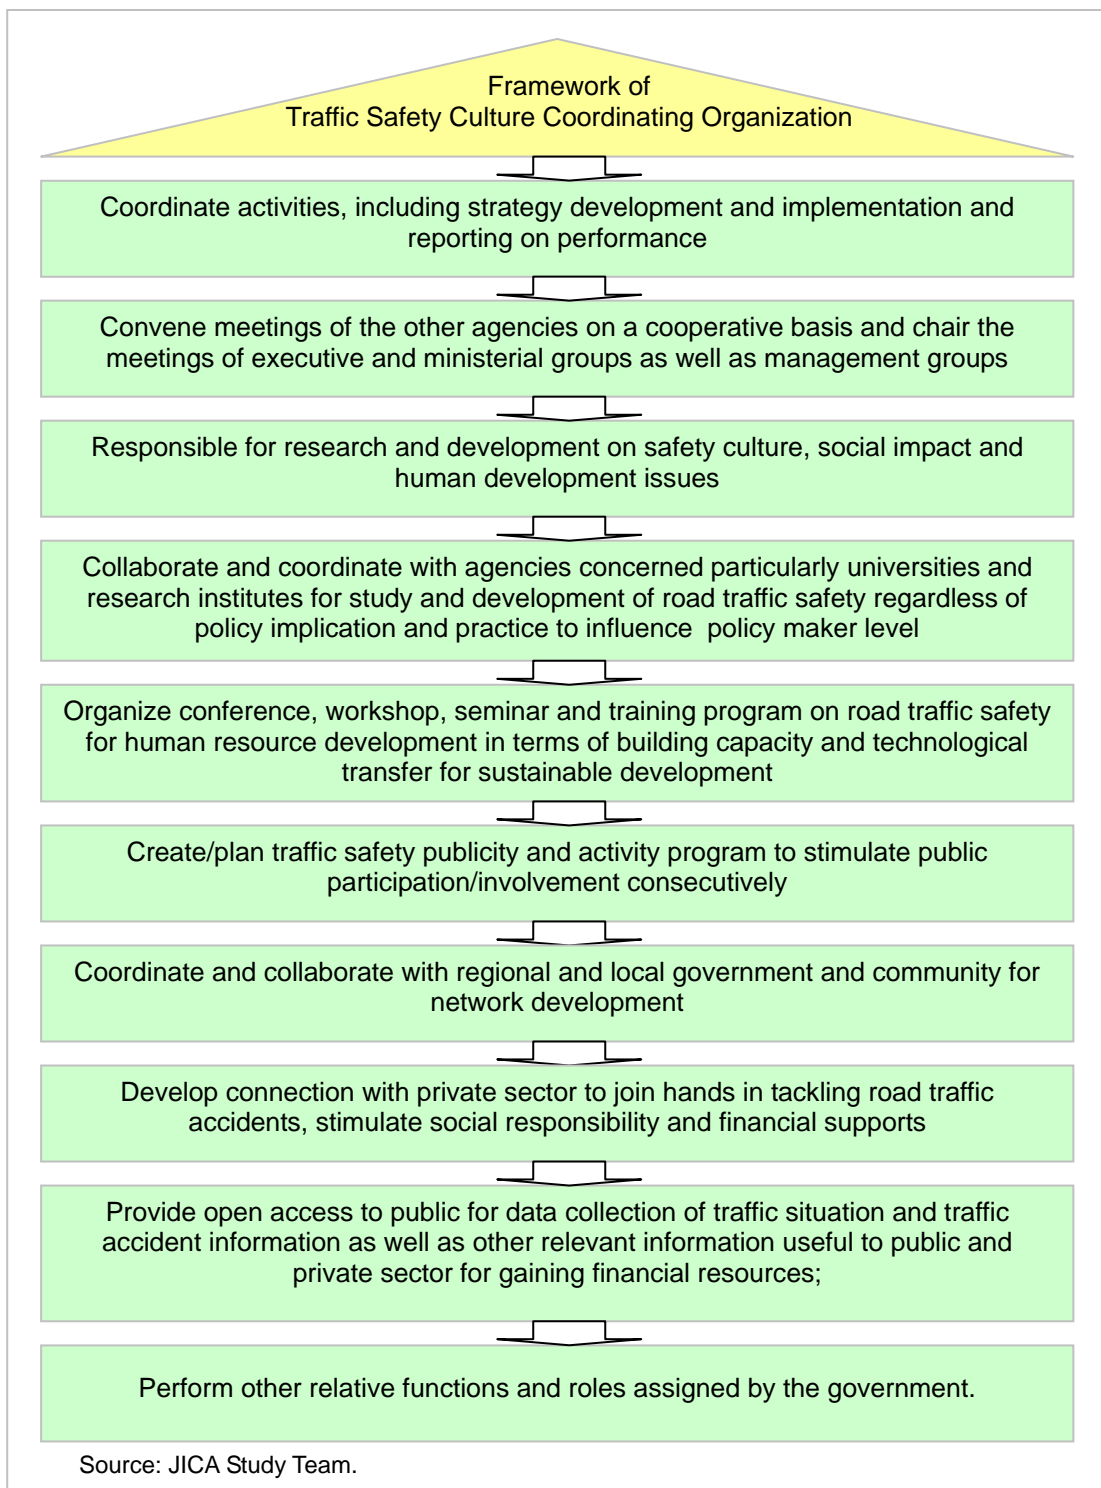 Framework of
Traffic Safety Culture Coordinating Organization
Coordinate activities, including strategy development and implementation and
reporting on performance
Convene meetings of the other agencies on a cooperative basis and chair the
meetings of executive and ministerial groups as well as management groups
Responsible for research and development on safety culture, social impact and
human development issues
Collaborate and coordinate with agencies concerned particularly universities and
research institutes for study and development of road traffic safety regardless of
policy implication and practice to influence  policy maker level
Organize conference, workshop, seminar and training program on road traffic safety
for human resource development in terms of building capacity and technological
transfer for sustainable development
Create/plan traffic safety publicity and activity program to stimulate public
participation/involvement consecutively
Coordinate and collaborate with regional and local government and community for
network development
Develop connection with private sector to join hands in tackling road traffic
accidents, stimulate social responsibility and financial supports
Provide open access to public for data collection of traffic situation and traffic
accident information as well as other relevant information useful to public and
private sector for gaining financial resources;
Perform other relative functions and roles assigned by the government.
Source: JICA Study Team.